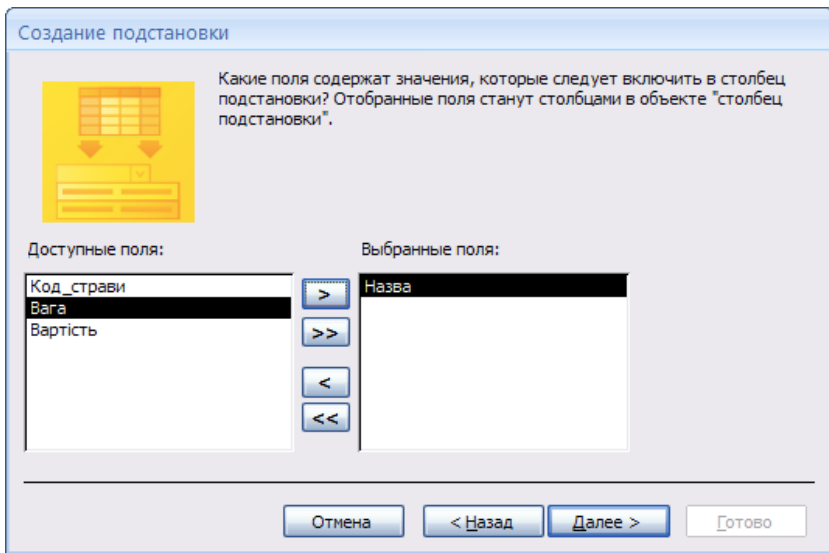 Создание подстановки
Какие поля содержат значения, которые следует включить в столбец
подстановки? Отобранные поля станут столбцами в объекте "столбец
подстановки".
Доступные поля:
Выбранные поля:
Код_страви
Вага
Вартість
>
>>
<
<<
Назва
Отмена
< Назад
Далее >
Готово